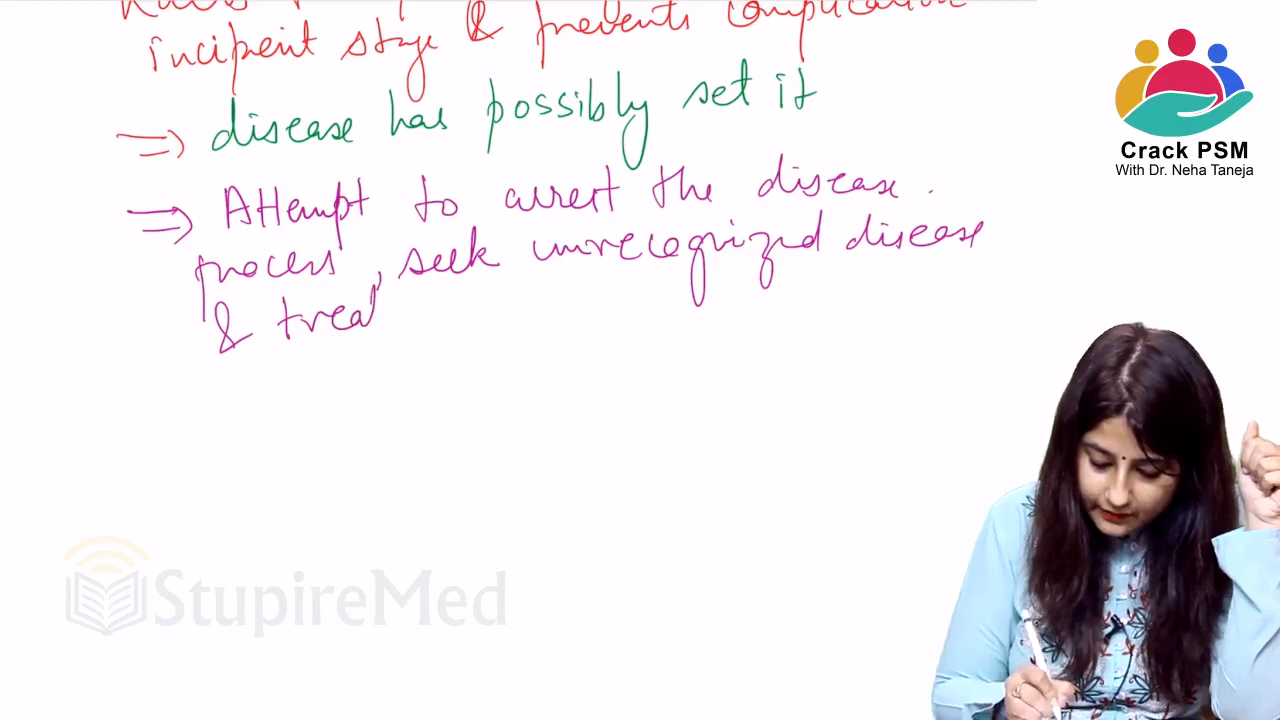 incipient stage & prevents
⇒ disease has possibly set it
⇒ Attempt to arrest the disease.
process, seek unrecognized disease
& treat
Crack PSM
With Dr. Neha Taneja
StupireMed